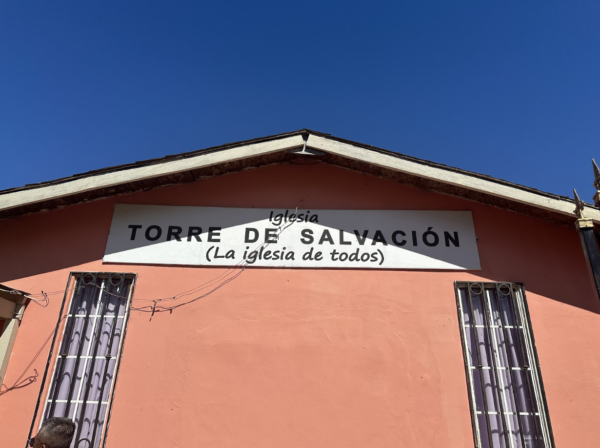 Iglesia
TORRE DE SALVACIÓN
(La iglesia de todos)